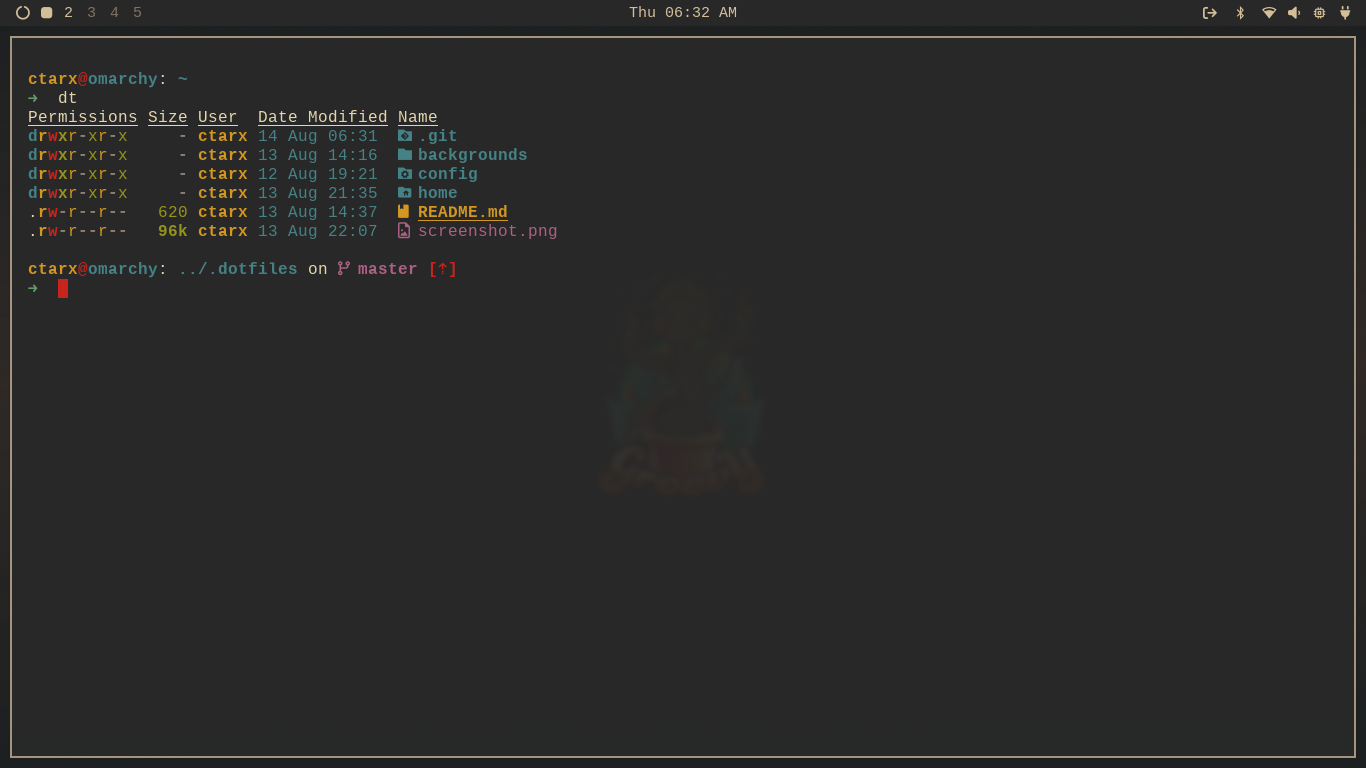 2 3 4 5 Thu 06:32 AM
ctarx@omarchy: ~
➜ dt
Permissions Size User Date Modified Name
drwxr-xr-x - ctarx 14 Aug 06:31 .git
drwxr-xr-x - ctarx 13 Aug 14:16 backgrounds
drwxr-xr-x - ctarx 12 Aug 19:21 config
drwxr-xr-x - ctarx 13 Aug 21:35 home
.rw-r--r-- 620 ctarx 13 Aug 14:37 README.md
.rw-r--r-- 96k ctarx 13 Aug 22:07 screenshot.png
ctarx@omarchy: ../.dotfiles on master [↑]
➜